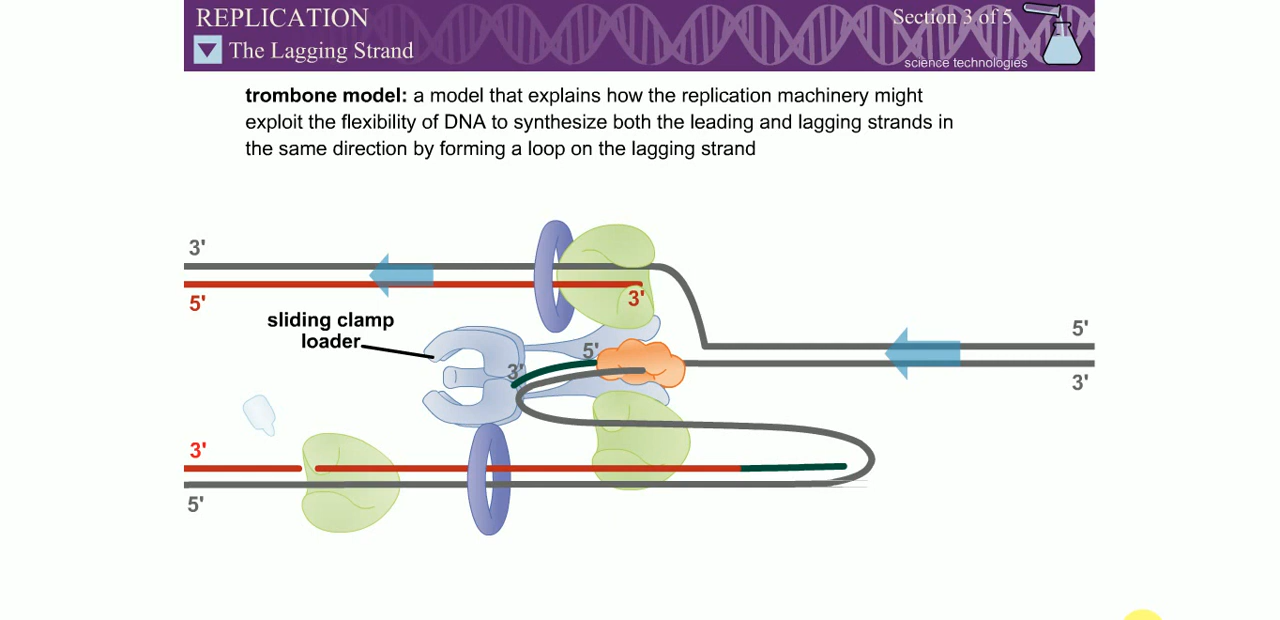 REPLICATION
Section 3 of 5
The Lagging Strand
science technologies
trombone model: a model that explains how the replication machinery might
exploit the flexibility of DNA to synthesize both the leading and lagging strands in
the same direction by forming a loop on the lagging strand
3'
5'
3'
sliding clamp
loader
5'
3'
5'
3'
3'
5'